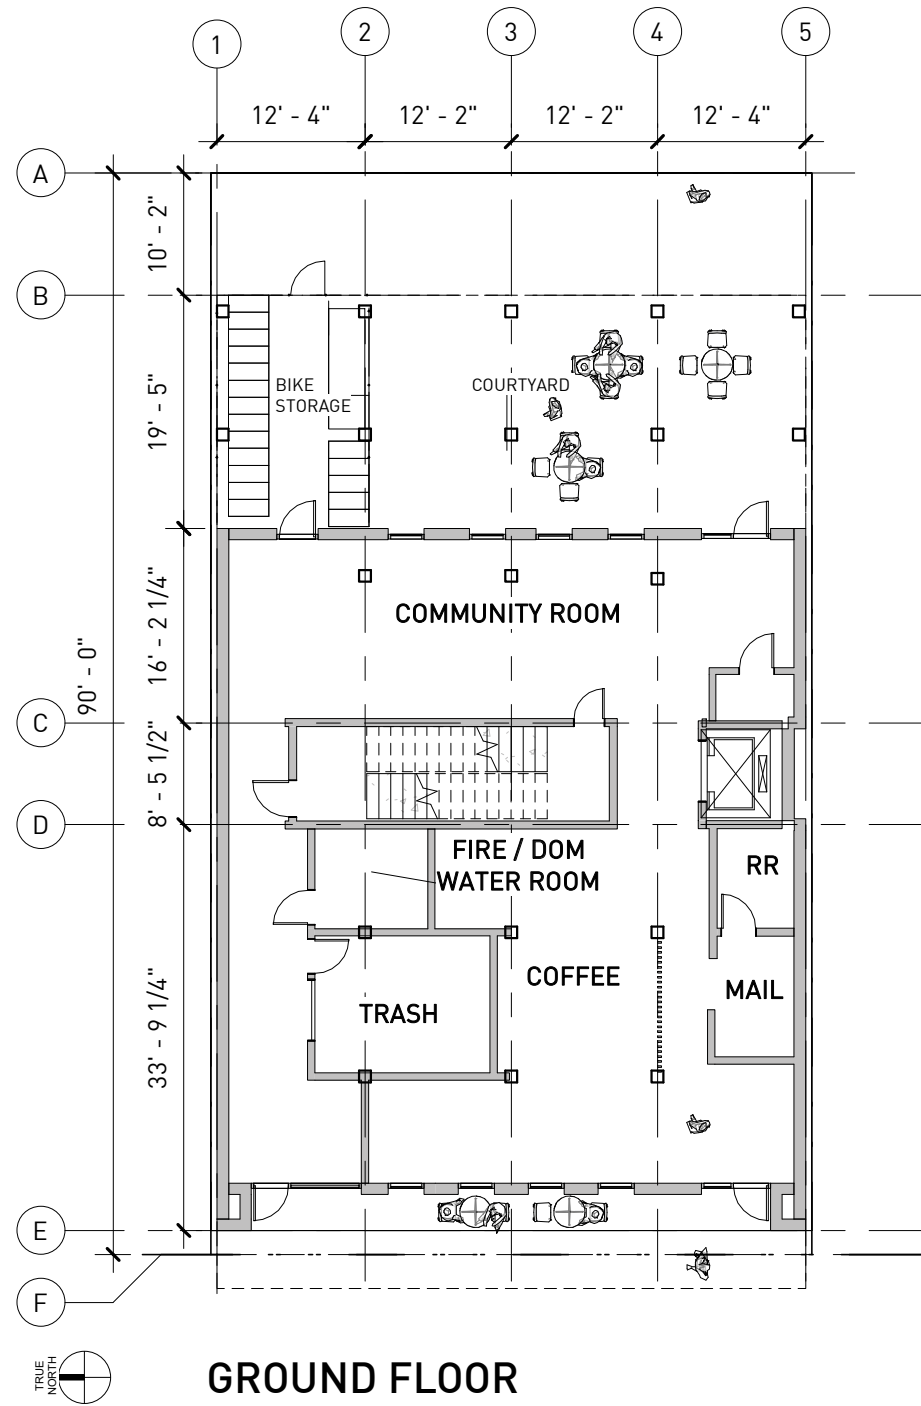 1
2
3
4
5
12' - 4"
12' - 2"
12' - 2"
12' - 4"
A
10' - 2"
B
19' - 5"
BIKE
STORAGE
COURTYARD
16' - 2 1/4"
COMMUNITY ROOM
90' - 0"
C
8' - 5 1/2"
D
FIRE / DOM
WATER ROOM
RR
33' - 9 1/4"
COFFEE
MAIL
TRASH
E
F
TRUE
NORTH
GROUND FLOOR